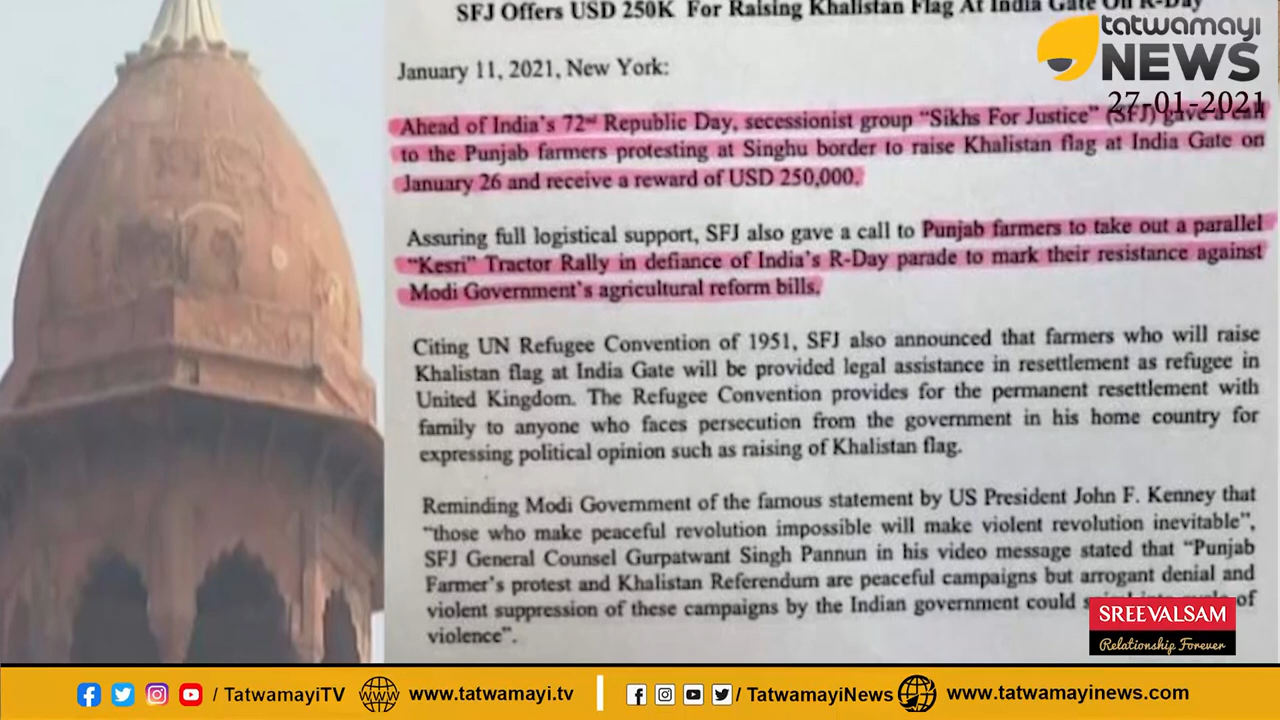 SFJ Offers USD 250K For Raising Khalistan Flag At India Gate On R-Day
tatwamayi
NEWS
27-01-2021
January 11, 2021, New York:
Ahead of India's 72nd Republic Day, secessionist group "Sikhs For Justice" (SFJ) gave a call
to the Punjab farmers protesting at Singhu border to raise Khalistan flag at India Gate on
January 26 and receive a reward of USD 250,000.
Assuring full logistical support, SFJ also gave a call to Punjab farmers to take out a parallel
"Kesri" Tractor Rally in defiance of India's R-Day parade to mark their resistance against
Modi Government's agricultural reform bills.
Citing UN Refugee Convention of 1951, SFJ also announced that farmers who will raise
Khalistan flag at India Gate will be provided legal assistance in resettlement as refugee in
United Kingdom. The Refugee Convention provides for the permanent resettlement with
family to anyone who faces persecution from the government in his home country for
expressing political opinion such as raising of Khalistan flag.
Reminding Modi Government of the famous statement by US President John F. Kenney that
"those who make peaceful revolution impossible will make violent revolution inevitable",
SFJ General Counsel Gurpatwant Singh Pannun in his video message stated that "Punjab
Farmer's protest and Khalistan Referendum are peaceful campaigns but arrogant denial and
violent suppression of these campaigns by the Indian government could of
violence".
SREEVALSAM
Relationship Forever
/ TatwamayiTV www.tatwamayi.tv / TatwamayiNews www.tatwamayinews.com